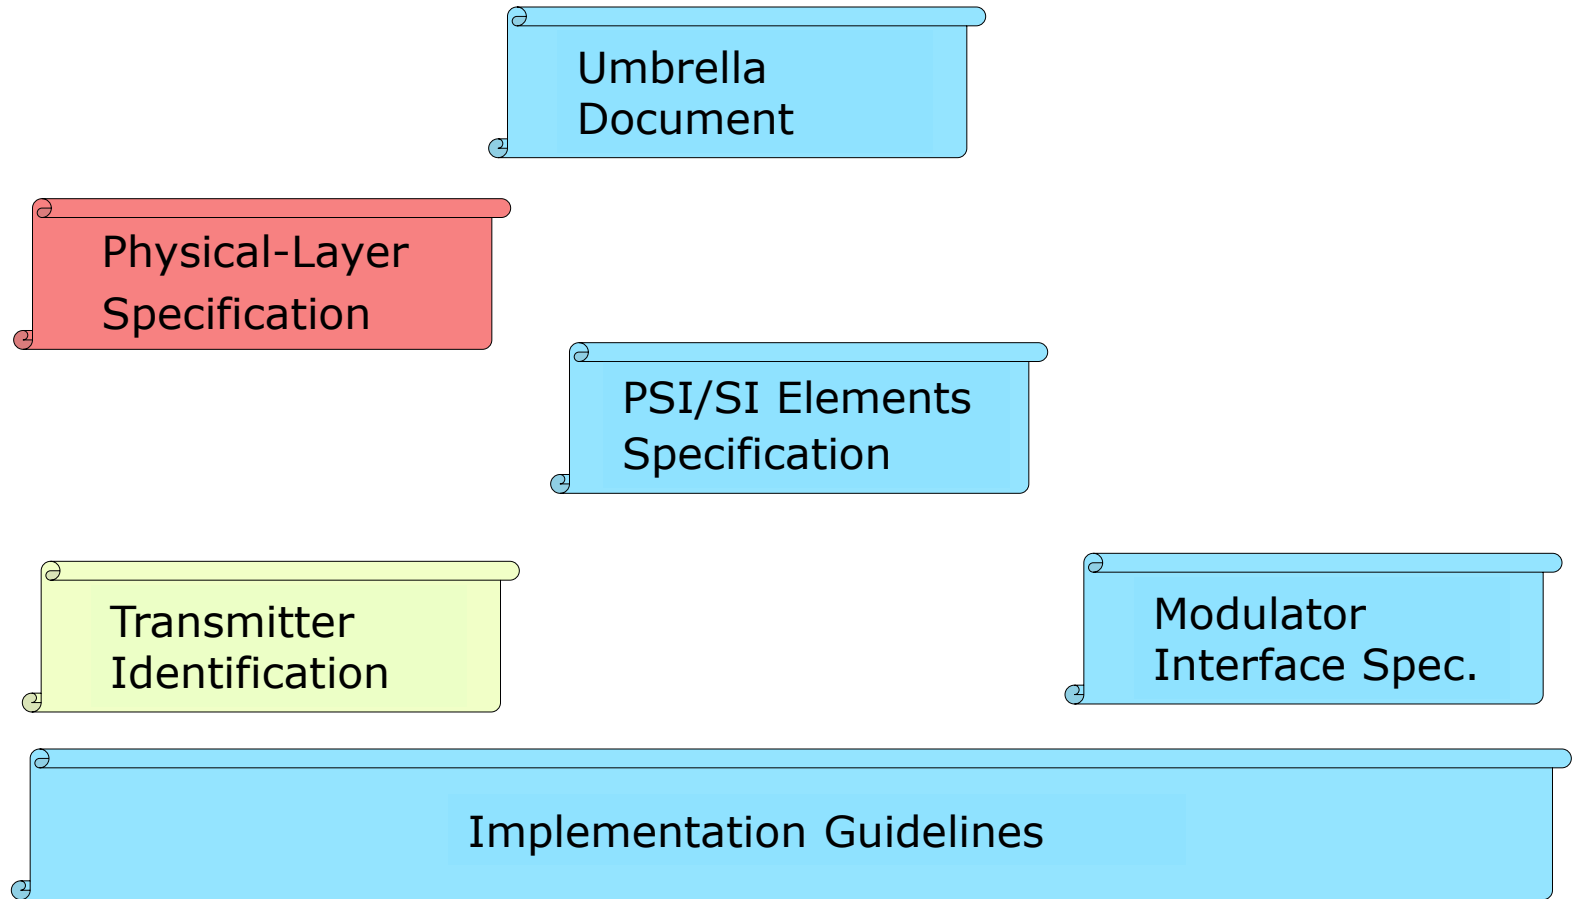 Umbrella
Document
Physical-Layer
Specification
PSI/SI Elements
Specification
Transmitter
Identification
Modulator
Interface Spec.
Implementation Guidelines